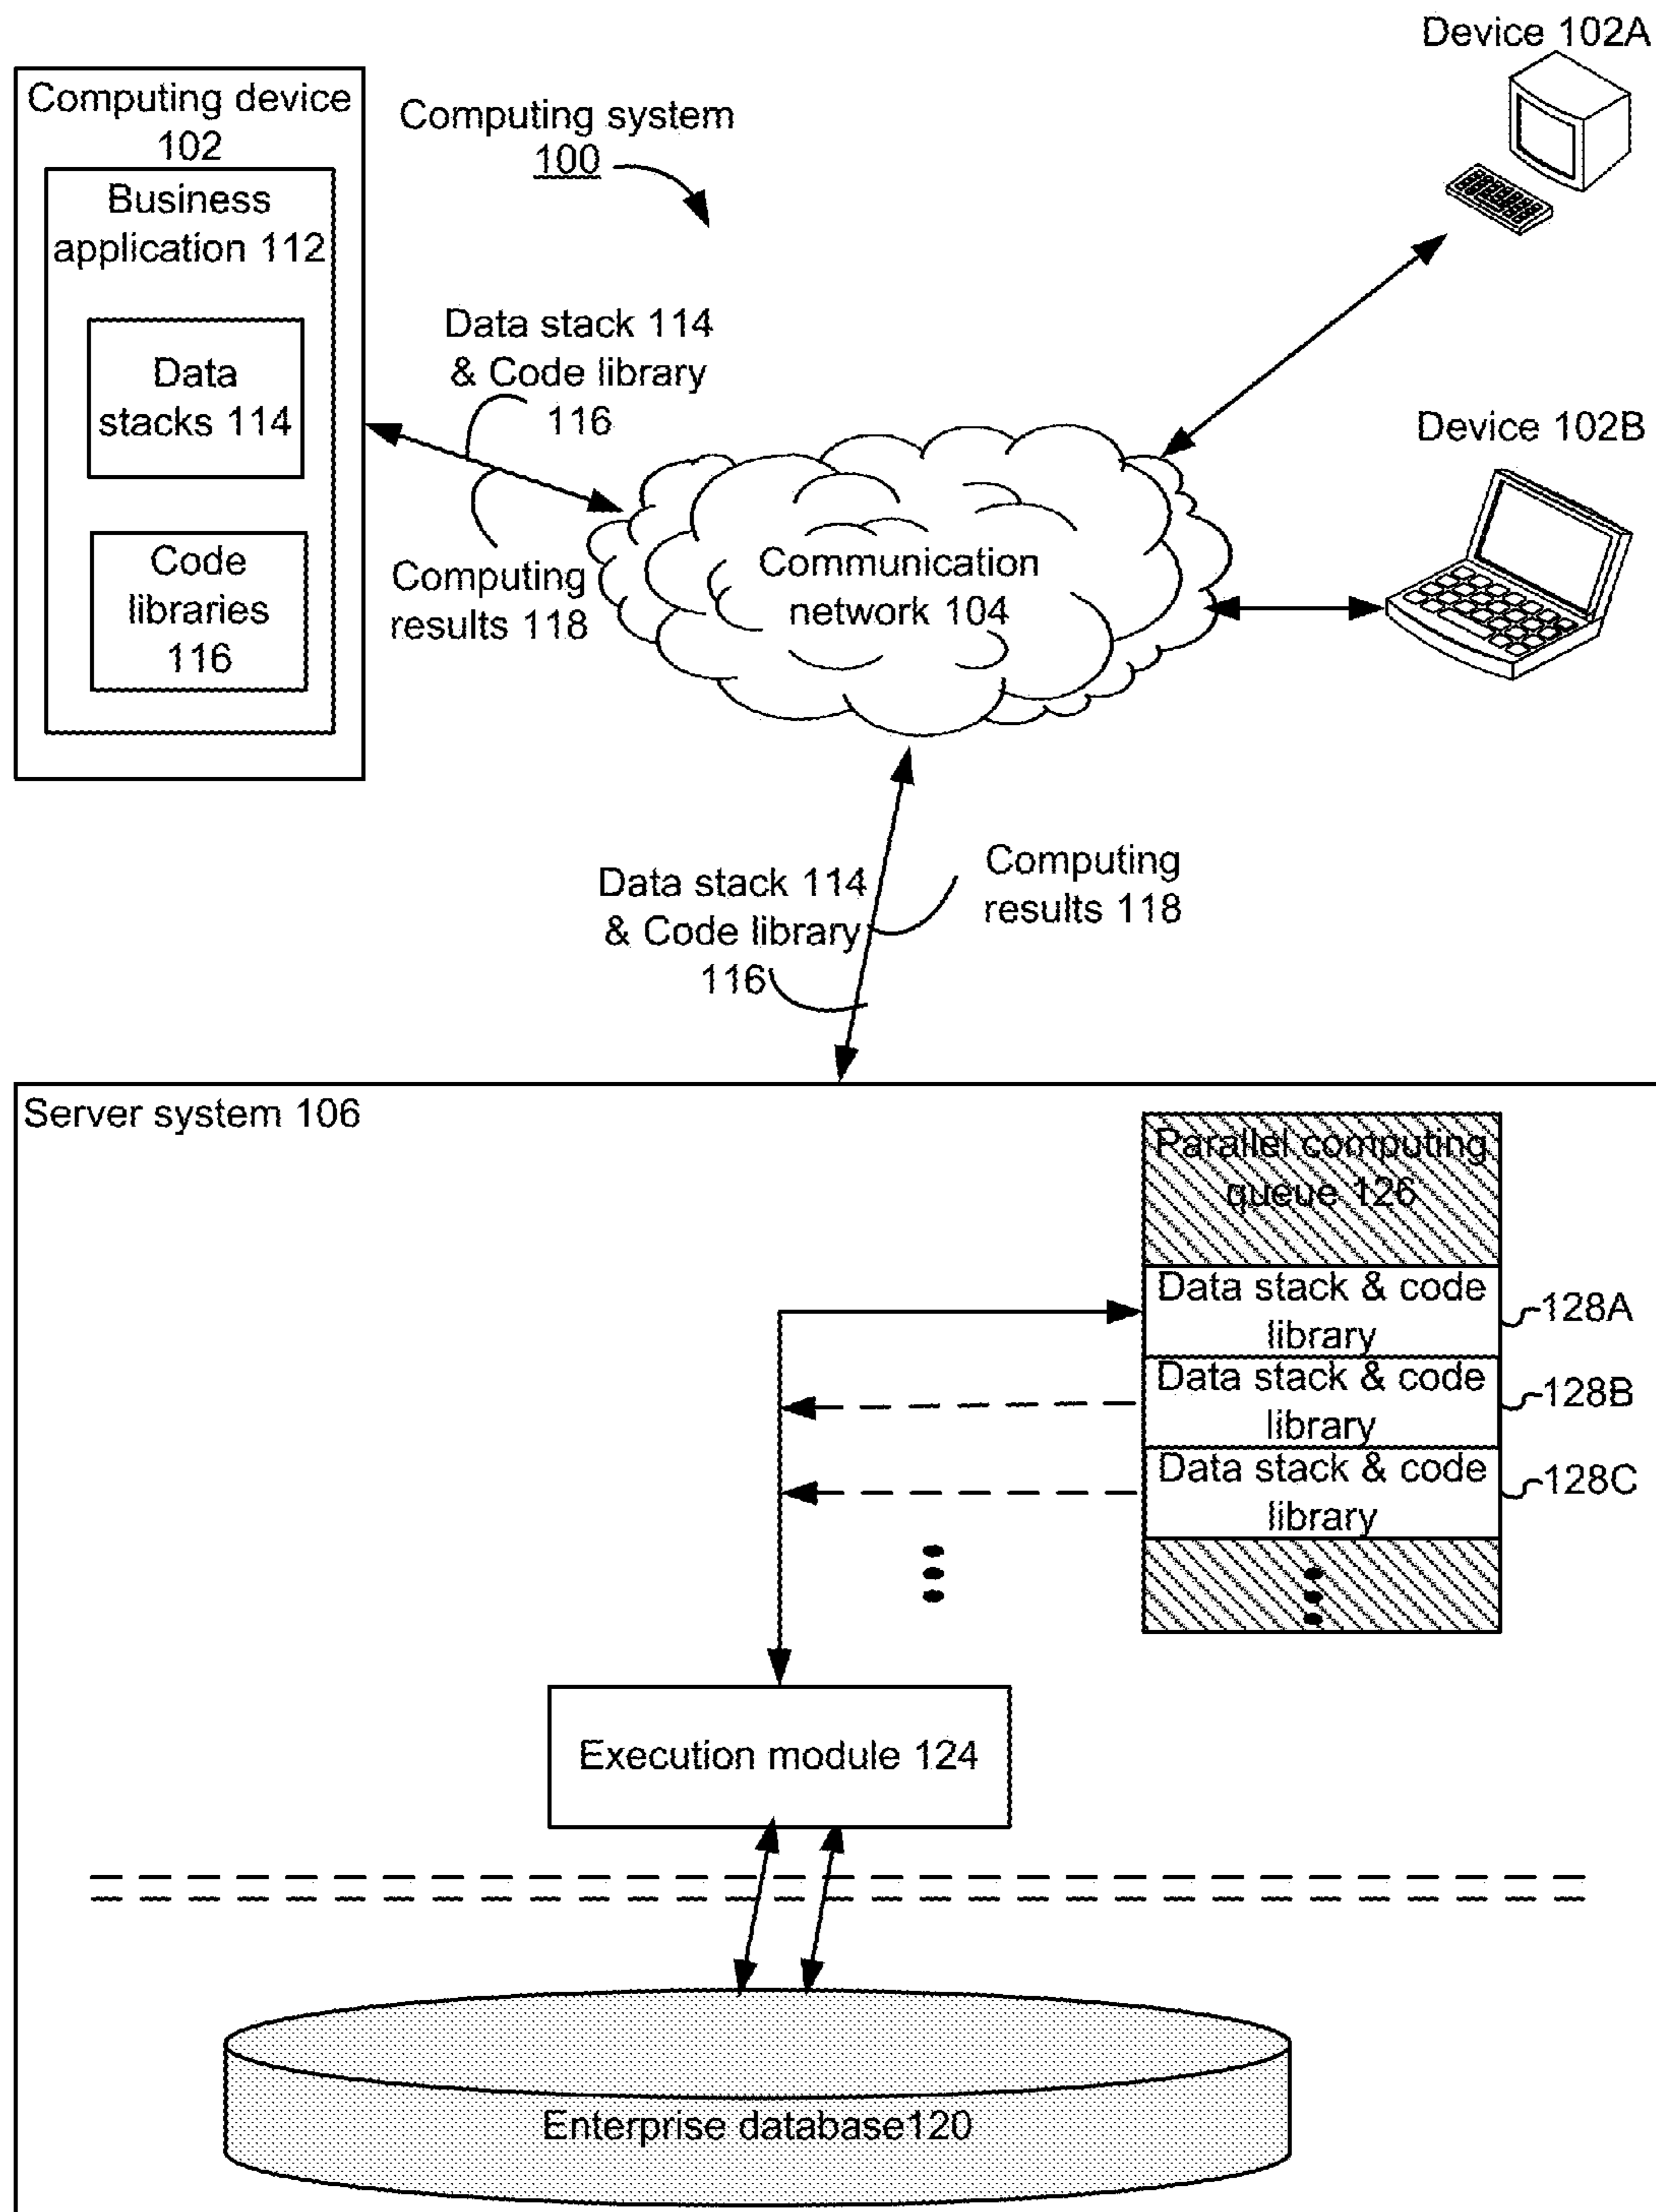 Device 102A
Computing device
102
Computing system
100
Business
application 112
Data
stacks 114
Code
libraries
116
Data stack 114
& Code library
116
Computing
results 118
Communication
network 104
Device 102B
Data stack 114
& Code library
116
Computing
results 118
Server system 106
Parallel computing
queue 126
Data stack & code
library
128A
Data stack & code
library
128B
Data stack & code
library
128C
Execution module 124
Enterprise database120